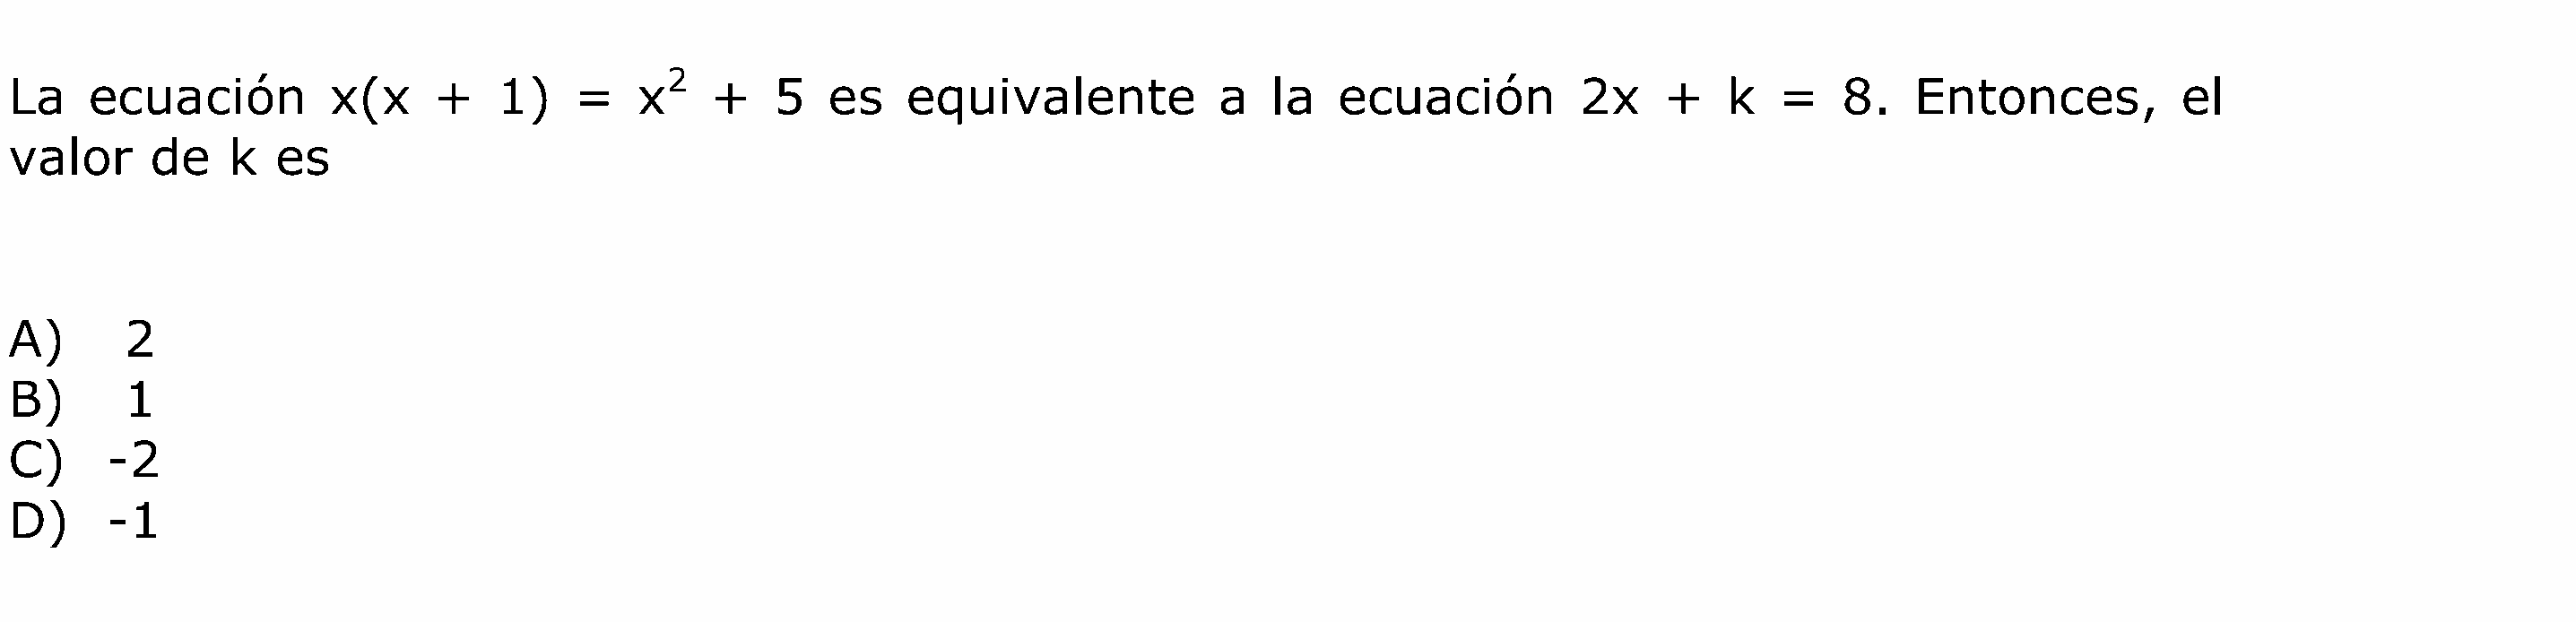 La ecuación x(x + 1) = x² + 5 es equivalente a la ecuación 2x + k = 8. Entonces, el
valor de k es
A) 2
B) 1
C) -2
D) -1